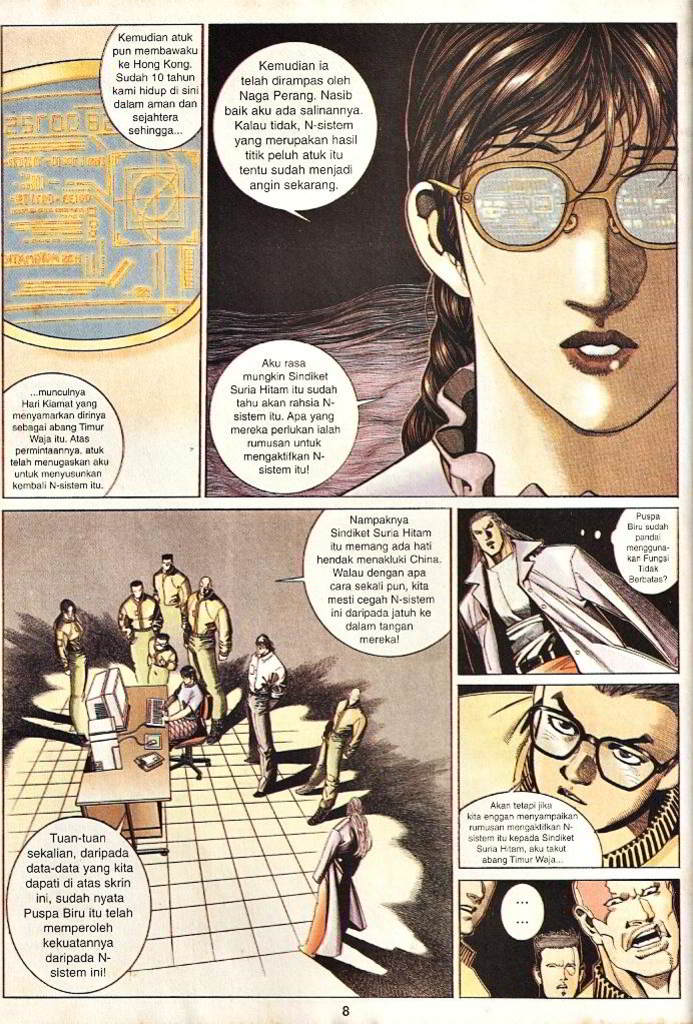 Kemudian atuk
pun membawaku
ke Hong Kong.
Sudah 10 tahun
kami hidup di sini
dalam aman dan
sejahtera
sehingga...
...munculnya
Hari Kiamat yang
menyamarkan dirinya
sebagai abang Timur
Waja itu. Atas
permintaannya, atuk
telah menugaskan aku
untuk menyusunkan
kembali N-sistem itu.
Kemudian ia
telah dirampas oleh
Naga Perang. Nasib
baik aku ada salinannya.
Kalau tidak, N-sistem
yang merupakan hasil
titik peluh atuk itu
tentu sudah menjadi
angin sekarang.
Aku rasa
mungkin Sindiket
Suria Hitam itu sudah
tahu akan rahsia N-
sistem itu. Apa yang
mereka perlukan ialah
rumusan untuk
mengaktifkan N-
sistem itu!
Nampaknya
Sindiket Suria Hitam
itu memang ada hati
hendak menakluki China.
Walau dengan apa
cara sekali pun, kita
mesti cegah N-sistem
ini daripada jatuh ke
dalam tangan
mereka!
Tuan-tuan
sekalian, daripada
data-data yang kita
dapati di atas skrin
ini, sudah nyata
Puspa Biru itu telah
memperoleh
kekuatannya
daripada N-
sistem ini!
Puspa
Biru sudah
pandai
mengguna-
kan Fungsi
Tidak
Berbatas?
Akan tetapi jika
kita enggan menyampaikan
rumusan mengaktifkan N-
sistem itu kepada Sindiket
Suria Hitam, aku takut
abang Timur Waja...
...
...
8